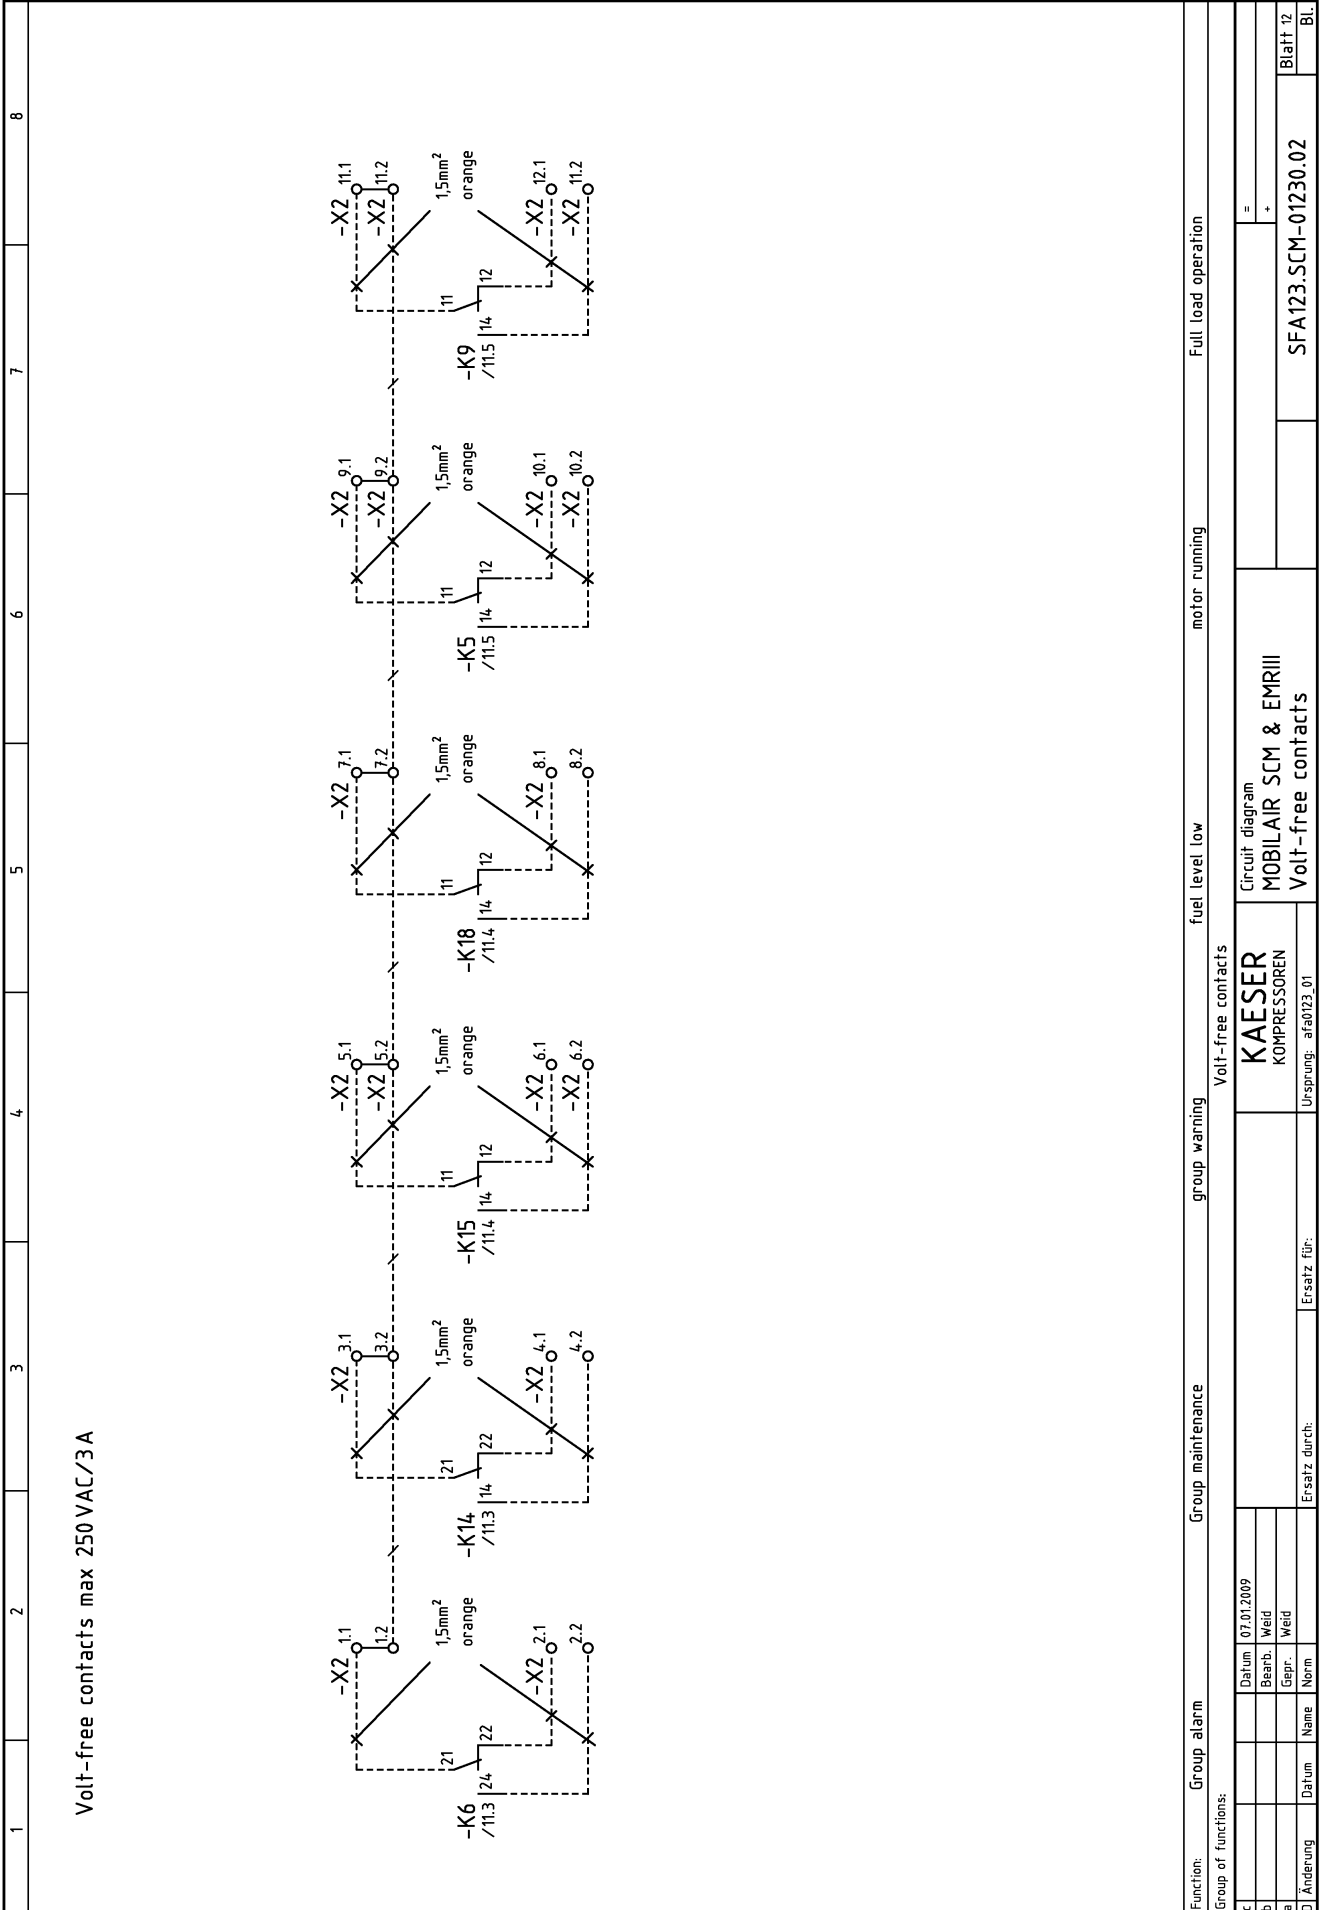 1 2 3 4 5 6 7 8
Volt-free contacts max 250 VAC/3 A
-X2 1.1
1.2
1,5mm²
orange
-X2 2.1
2.2
21 22 24
-K6
/11.3
-X2 3.1
3.2
1,5mm²
orange
-X2 4.1
4.2
21 22 14
-K14
/11.3
-X2 5.1
-X2 5.2
1,5mm²
orange
-X2 6.1
-X2 6.2
11 12 14
-K15
/11.4
-X2 7.1
7.2
1,5mm²
orange
-X2 8.1
8.2
11 12 14
-K18
/11.4
-X2 9.1
-X2 9.2
1,5mm²
orange
-X2 10.1
-X2 10.2
11 12 14
-K5
/11.5
-X2 11.1
-X2 11.2
1,5mm²
orange
-X2 12.1
-X2 11.2
11 12 14
-K9
/11.5
Function: Group alarm Group maintenance group warning fuel level low motor running Full load operation
Group of functions: Volt-free contacts
c
b
a
Änderung Datum Name Norm
Datum 07.01.2009
Bearb. Weid
Gepr. Weid
Ersatz durch: Ersatz für: Ursprung: afa0123_01
KAESER
KOMPRESSOREN
Circuit diagram
MOBILAIR SCM & EMRIII
Volt-free contacts
=
+
SFA123.SCM-01230.02
Blatt 12
Bl.